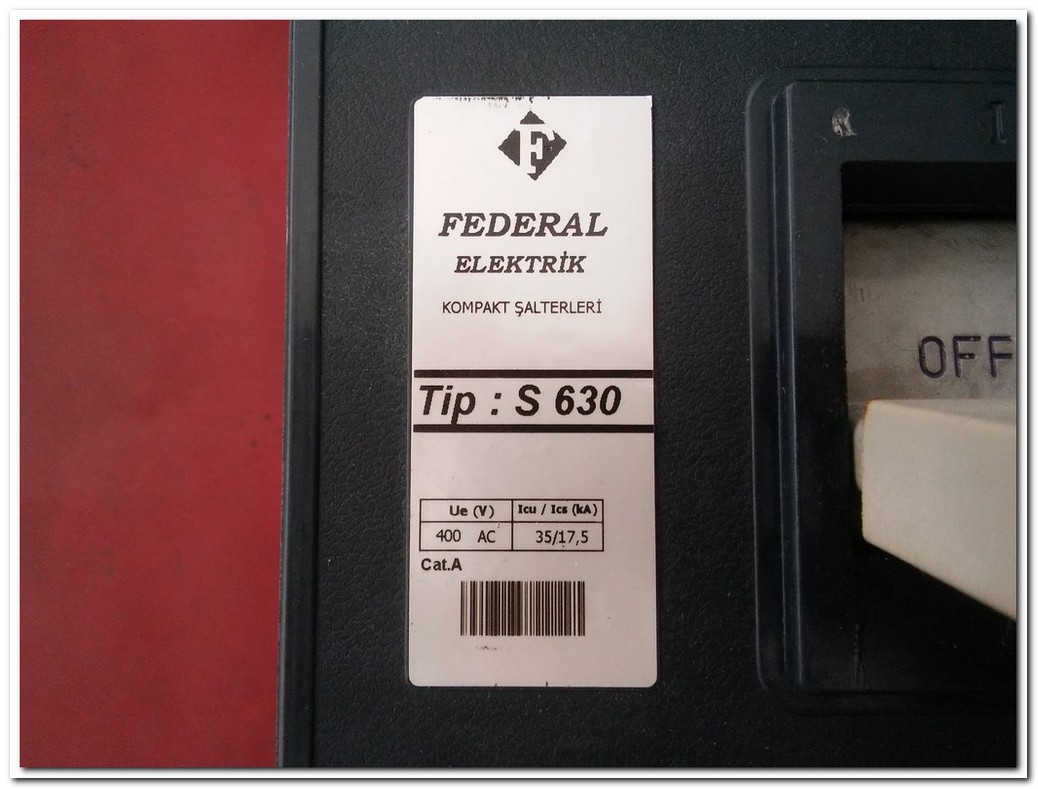 F
FEDERAL
ELEKTRİK
KOMPAKT ŞALTERLERİ
Tip : S 630
Ue (V) Icu / Ics (kA)
400 AC 35/17,5
Cat.A
OFF